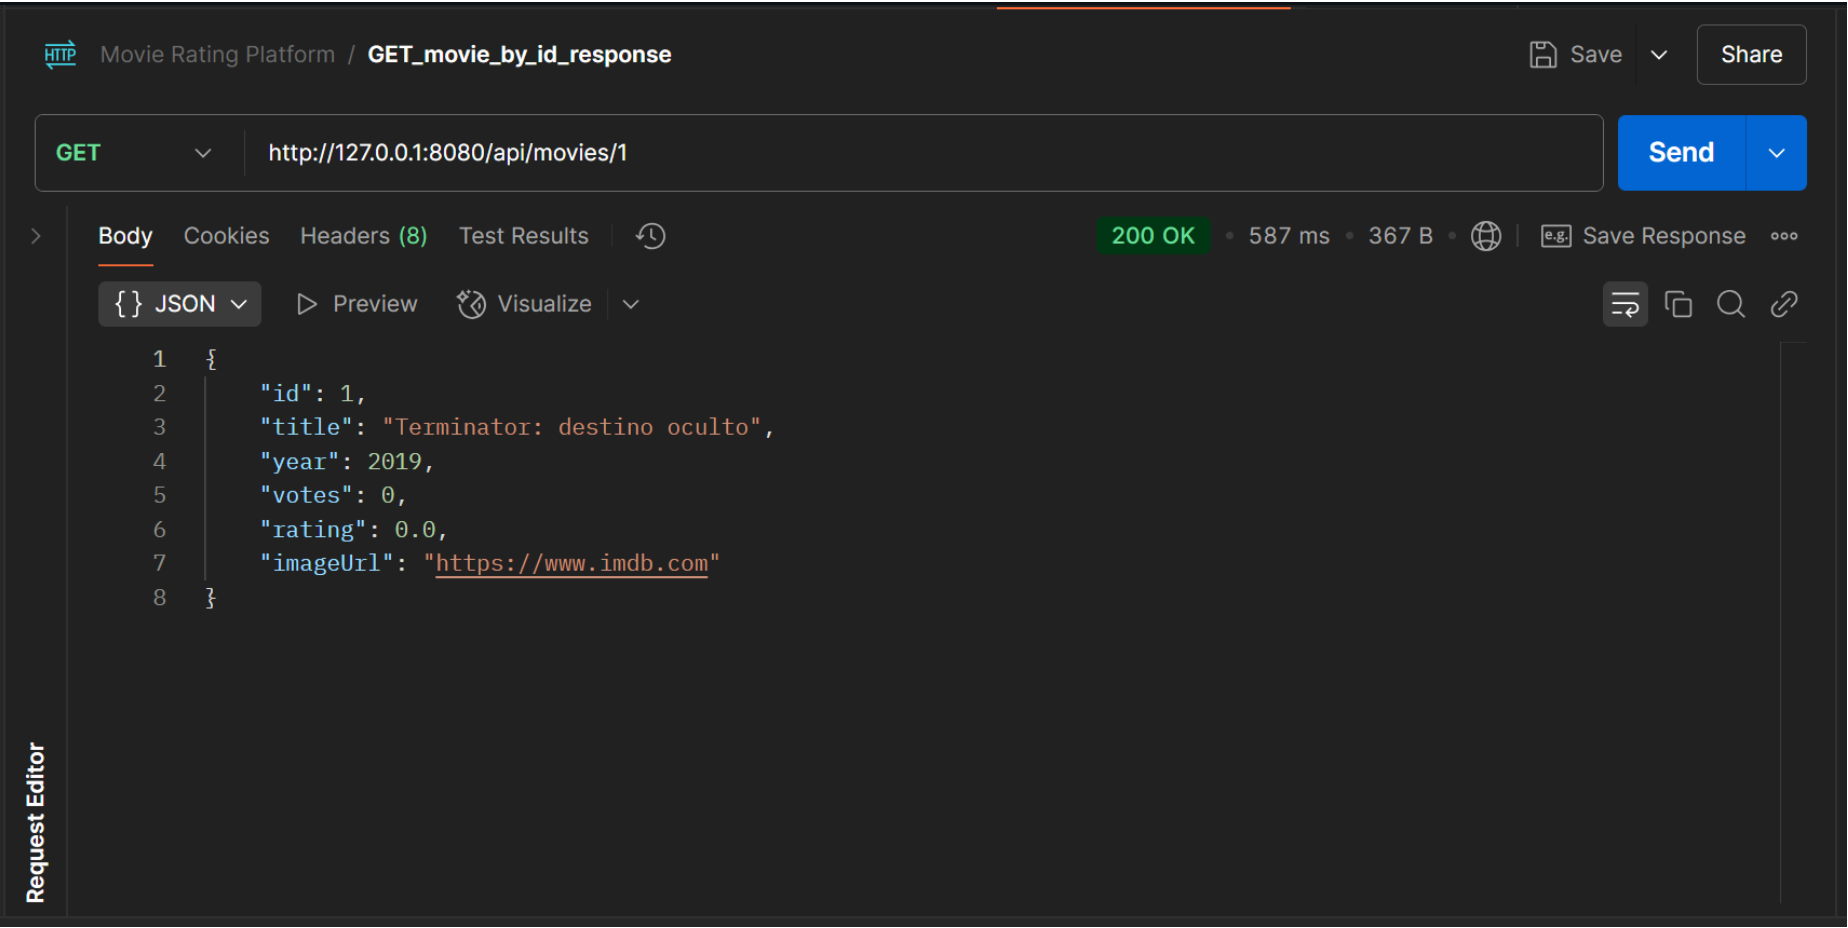 HTTP Movie Rating Platform / GET_movie_by_id_response Save Share
GET http://127.0.0.1:8080/api/movies/1 Send
Body Cookies Headers (8) Test Results 200 OK • 587 ms • 367 B • e.g. Save Response
{} JSON Preview Visualize
1 {
2 "id": 1,
3 "title": "Terminator: destino oculto",
4 "year": 2019,
5 "votes": 0,
6 "rating": 0.0,
7 "imageUrl": "https://www.imdb.com"
8 }
Request Editor